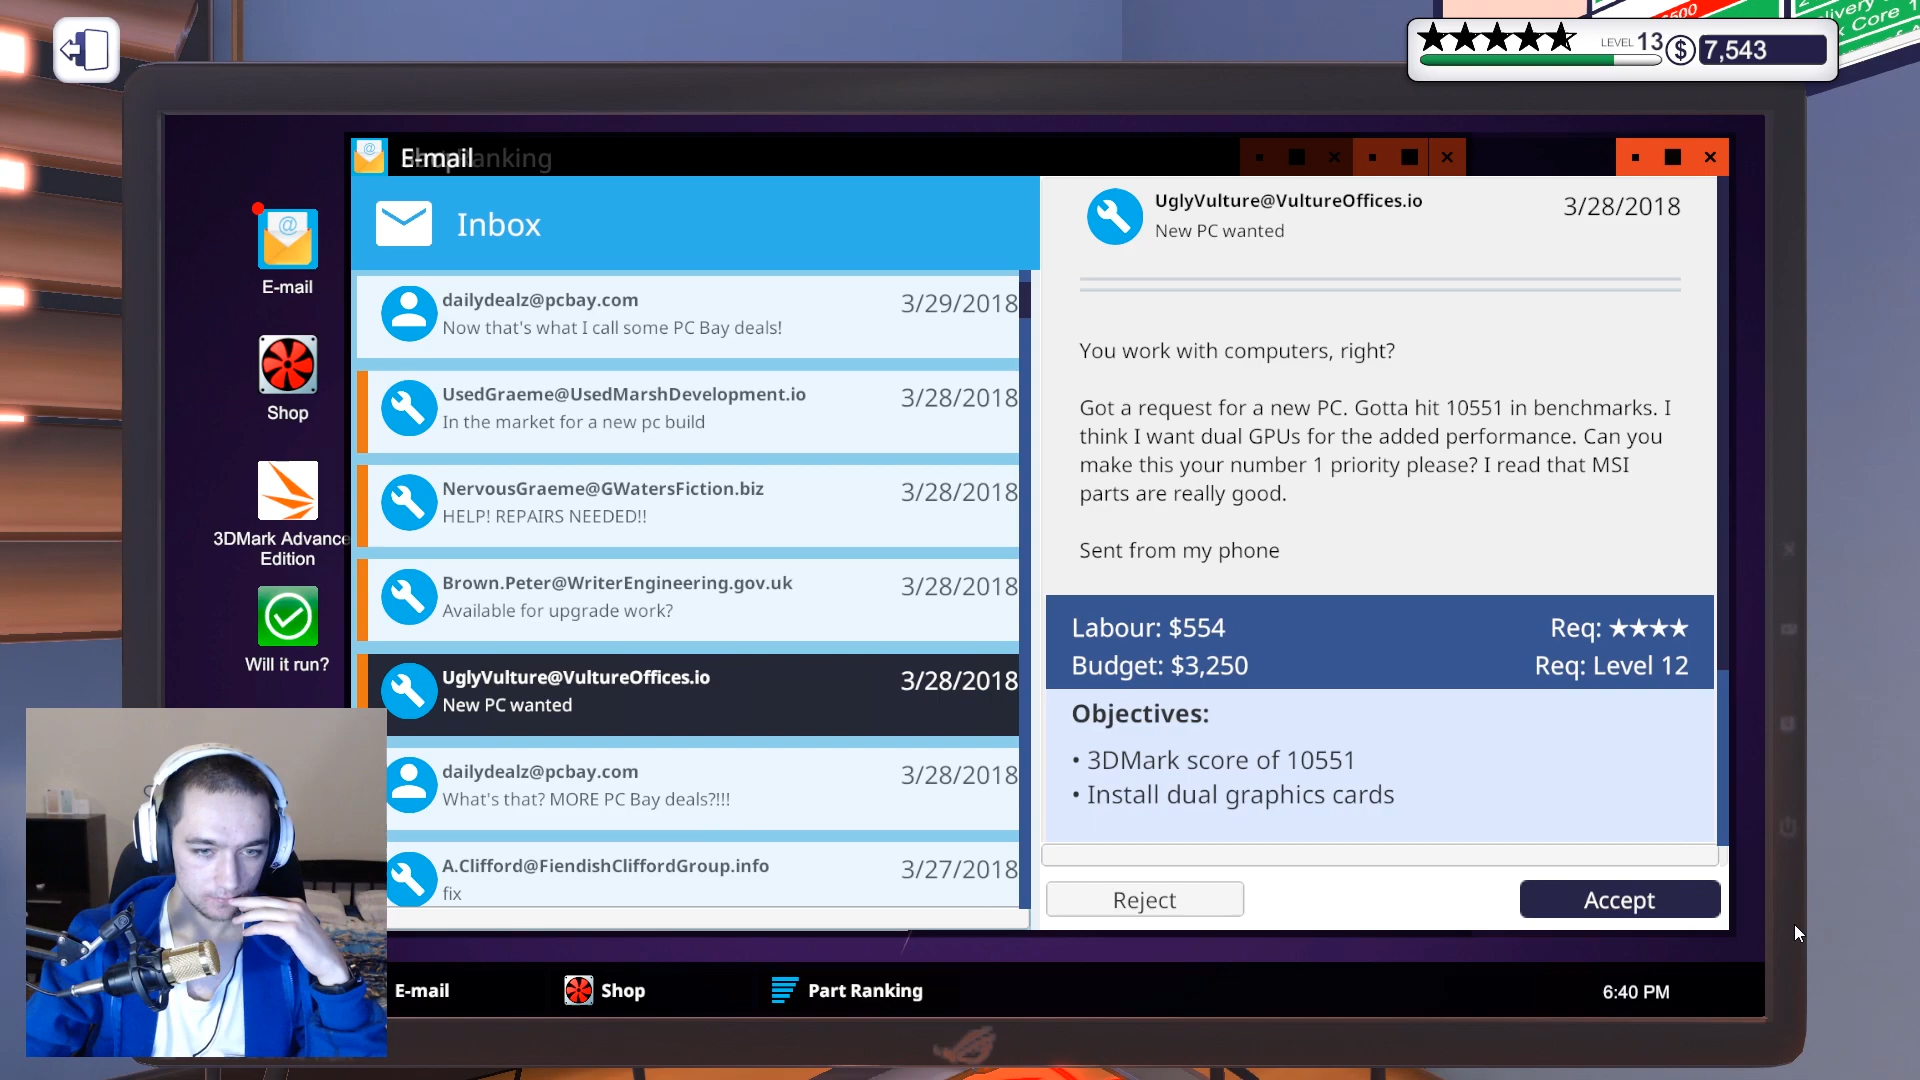 LEVEL 13
$ 7,543
$500
Core 1
E-mail
Inbox
dailydealz@pcbay.com
3/29/2018
Now that's what I call some PC Bay deals!
UsedGraeme@UsedMarshDevelopment.io
3/28/2018
In the market for a new pc build
NervousGraeme@GWatersFiction.biz
3/28/2018
HELP! REPAIRS NEEDED!!
Brown.Peter@WriterEngineering.gov.uk
3/28/2018
Available for upgrade work?
UglyVulture@VultureOffices.io
3/28/2018
New PC wanted
dailydealz@pcbay.com
3/28/2018
What's that? MORE PC Bay deals?!!!
A.Clifford@FiendishCliffordGroup.info
3/27/2018
fix
UglyVulture@VultureOffices.io
3/28/2018
New PC wanted
You work with computers, right?
Got a request for a new PC. Gotta hit 10551 in benchmarks. I
think I want dual GPUs for the added performance. Can you
make this your number 1 priority please? I read that MSI
parts are really good.
Sent from my phone
Labour: $554
Req: ★★★★
Budget: $3,250
Req: Level 12
Objectives:
• 3DMark score of 10551
• Install dual graphics cards
Reject
Accept
E-mail
Shop
3DMark Advance
Edition
Will it run?
E-mail
Shop
Part Ranking
6:40 PM